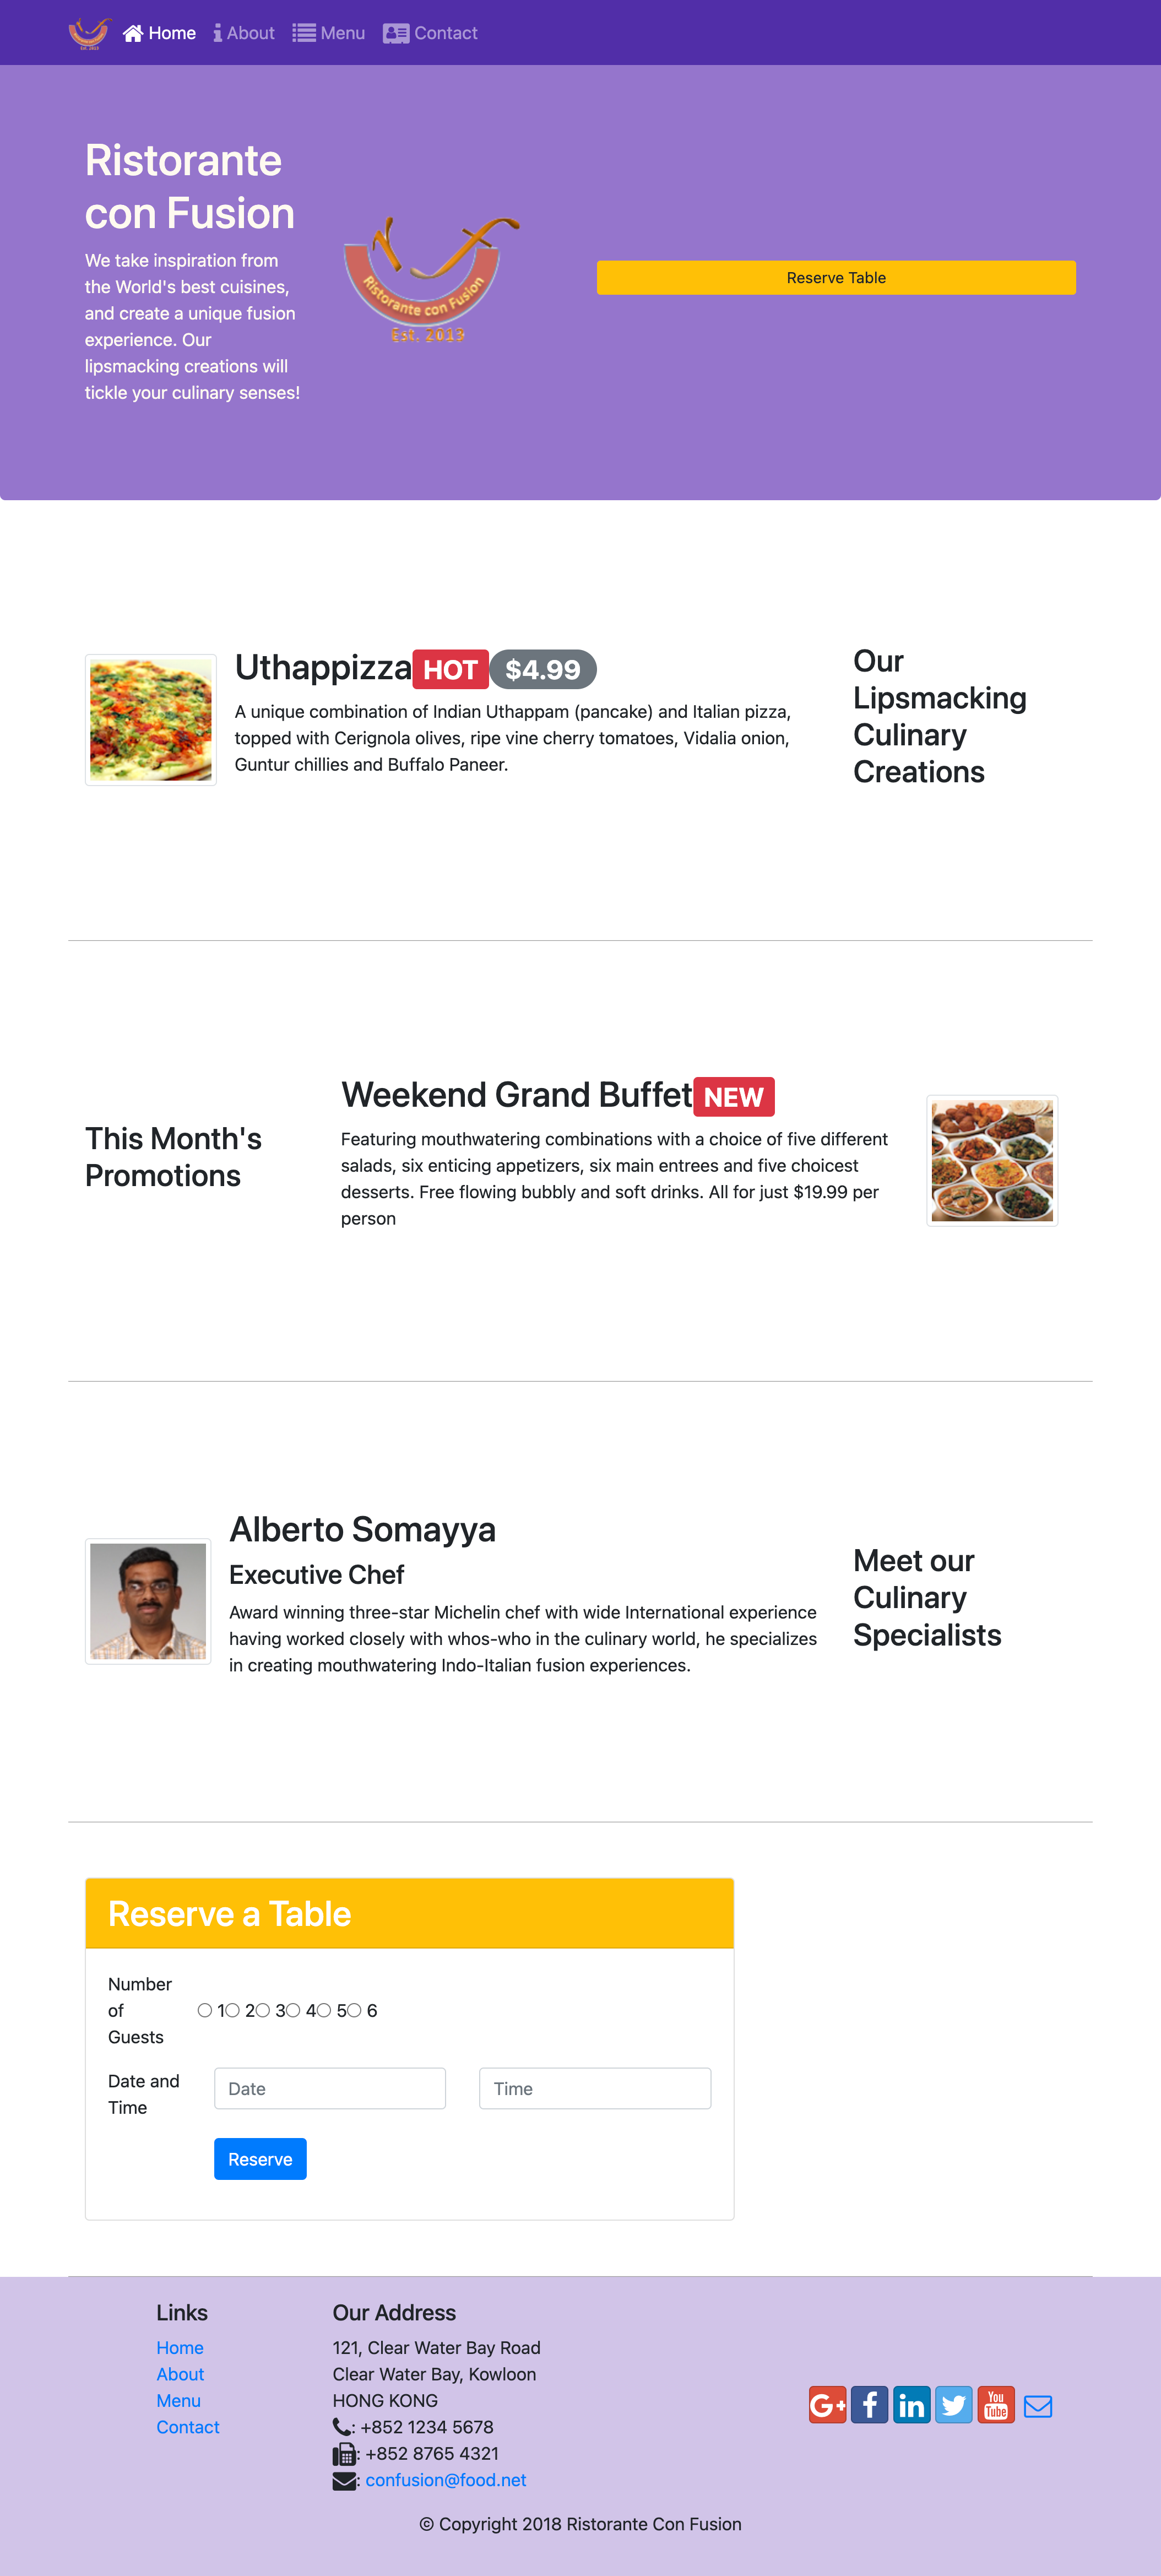 Home About Menu Contact
Ristorante
con Fusion
We take inspiration from
the World's best cuisines,
and create a unique fusion
experience. Our
lipsmacking creations will
tickle your culinary senses!
Ristorante con Fusion
Est. 2013
Reserve Table
Uthappizza HOT $4.99
A unique combination of Indian Uthappam (pancake) and Italian pizza,
topped with Cerignola olives, ripe vine cherry tomatoes, Vidalia onion,
Guntur chillies and Buffalo Paneer.
Our
Lipsmacking
Culinary
Creations
This Month's
Promotions
Weekend Grand Buffet NEW
Featuring mouthwatering combinations with a choice of five different
salads, six enticing appetizers, six main entrees and five choicest
desserts. Free flowing bubbly and soft drinks. All for just $19.99 per
person
Alberto Somayya
Executive Chef
Award winning three-star Michelin chef with wide International experience
having worked closely with whos-who in the culinary world, he specializes
in creating mouthwatering Indo-Italian fusion experiences.
Meet our
Culinary
Specialists
Reserve a Table
Number
of
Guests
1 2 3 4 5 6
Date and
Time
Date
Time
Reserve
Links
Home
About
Menu
Contact
Our Address
121, Clear Water Bay Road
Clear Water Bay, Kowloon
HONG KONG
: +852 1234 5678
: +852 8765 4321
: confusion@food.net
G+ f in You Tube
© Copyright 2018 Ristorante Con Fusion